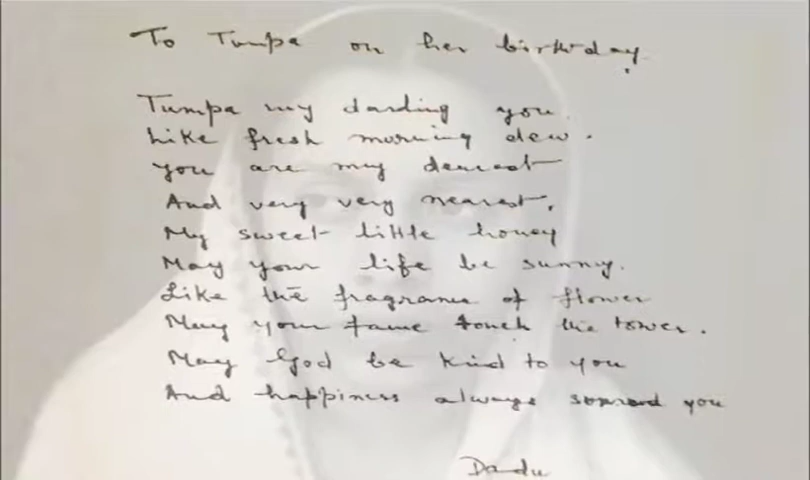 To Tumpa on her birthday.
Tumpa my darling you
Like fresh morning dew.
You are my dearest
And very very nearest.
My sweet little honey
May your life be sunny.
Like the fragrance of flower
May your fame touch the tower.
May God be kind to you
And happiness always you
Dadu